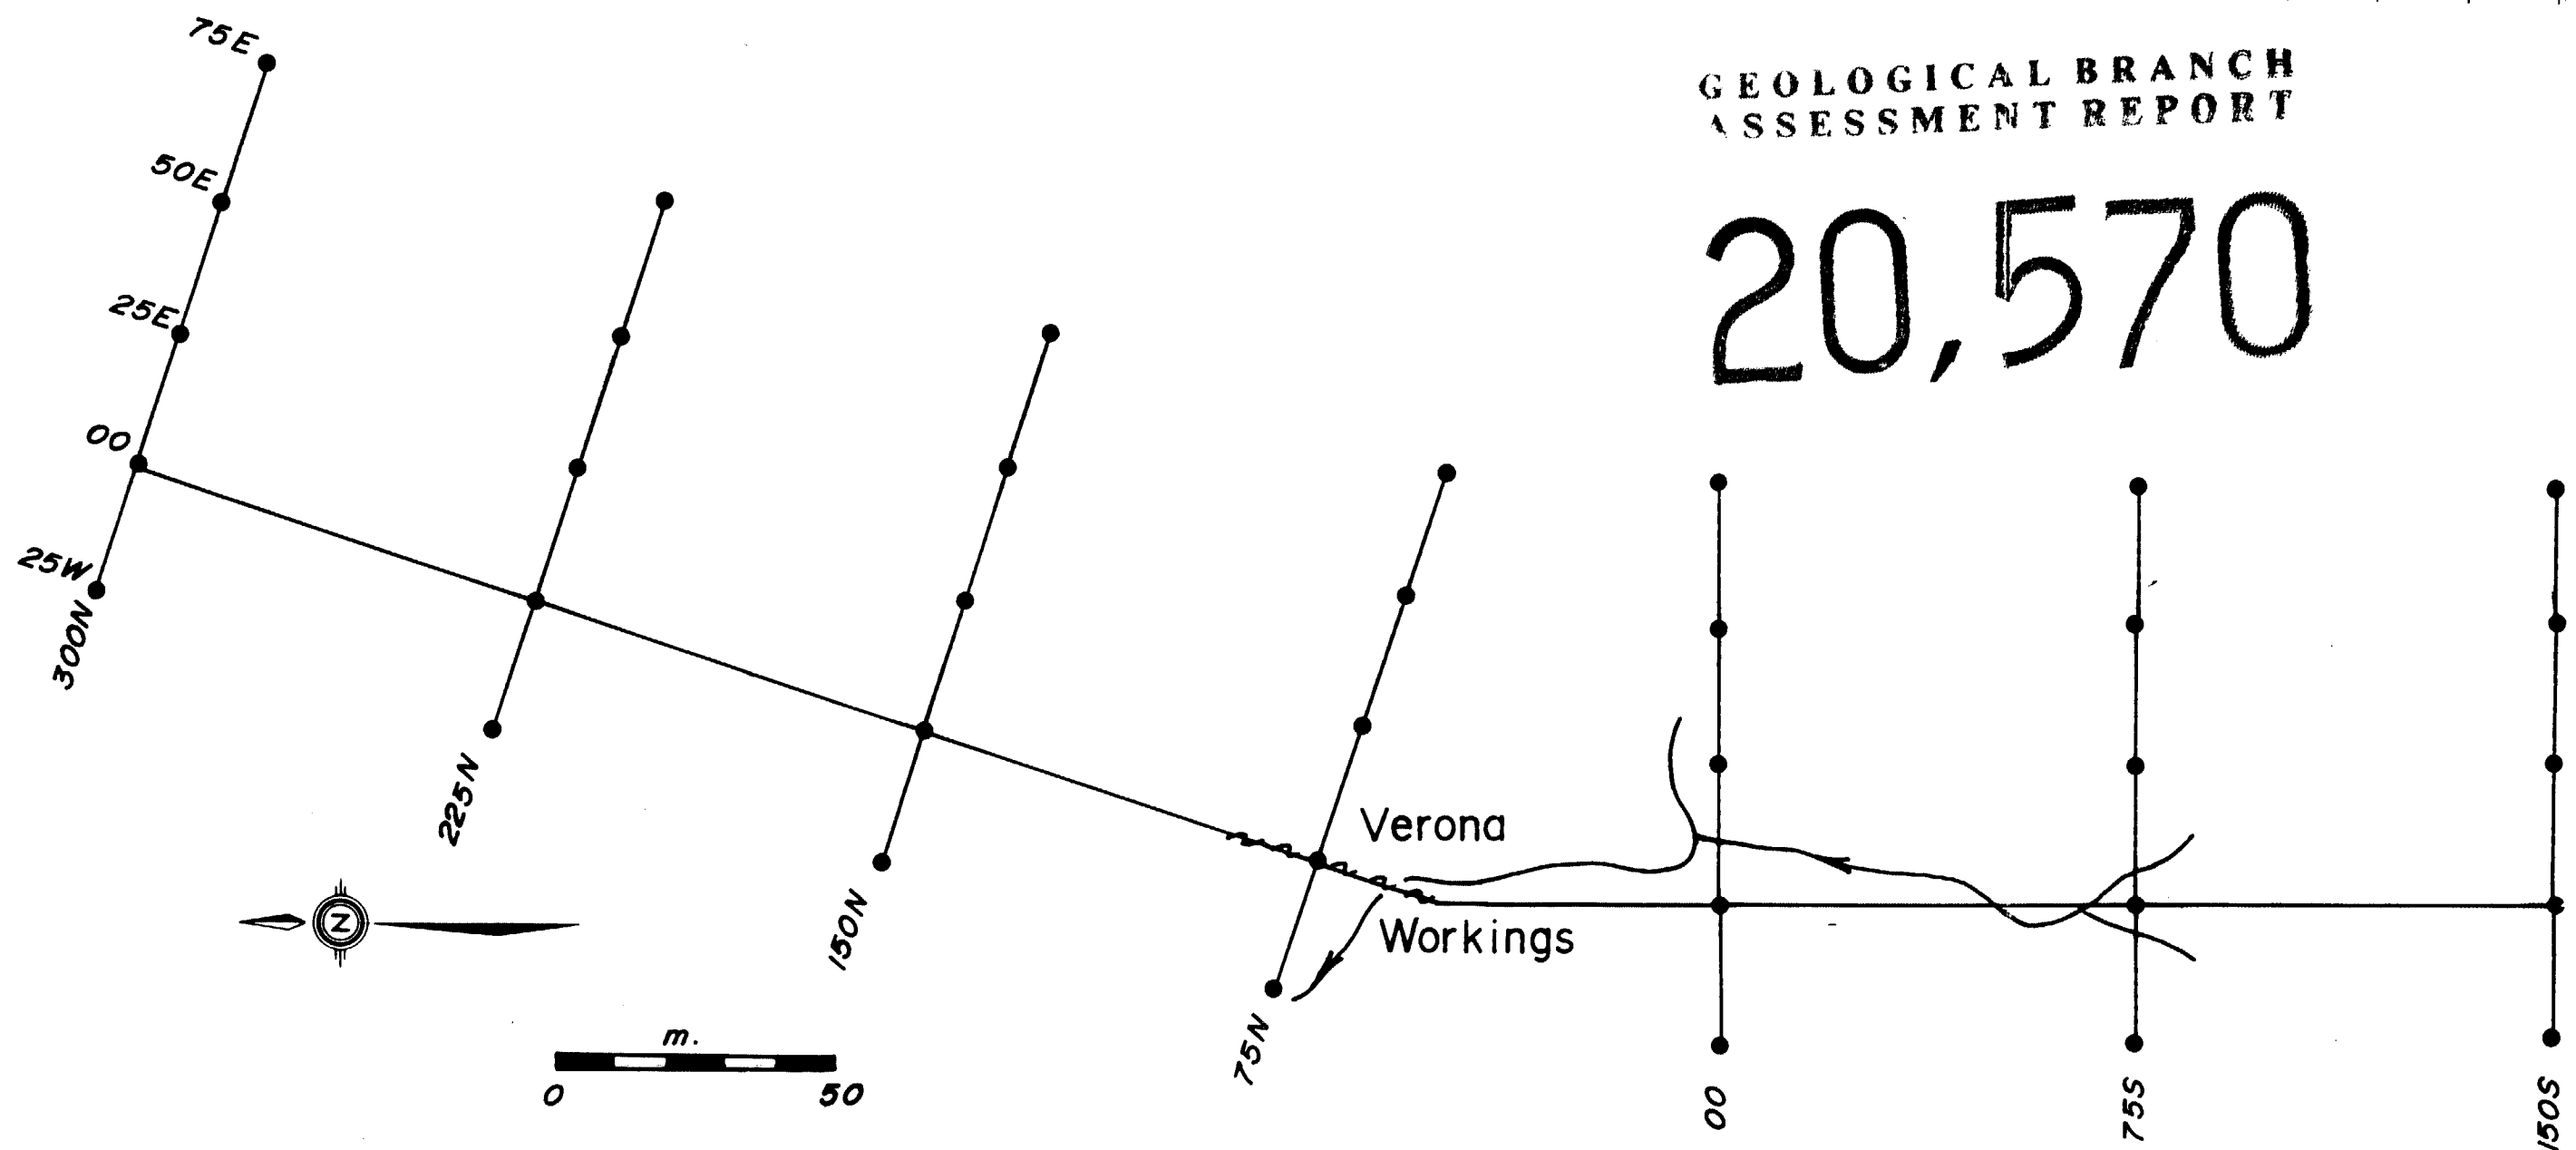 75E
GEOLOGICAL BRANCH
ASSESSMENT REPORT
20,570
50E
25E
00
25W
300N
225N
150N
75N
Verona
Workings
N
m.
0 50
00
75S
150S